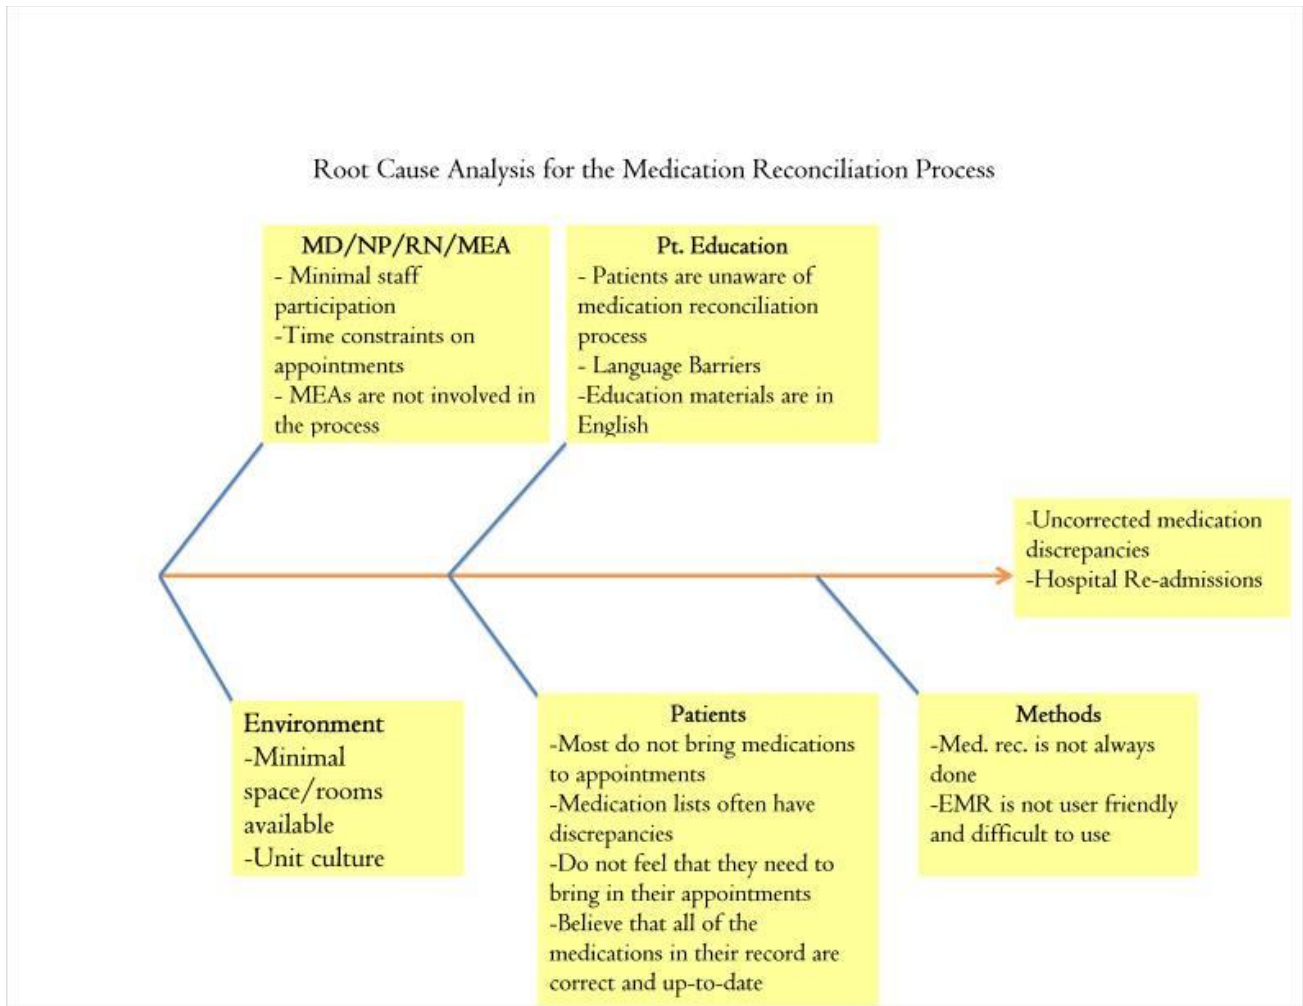 Root Cause Analysis for the Medication Reconciliation Process
MD/NP/RN/MEA
- Minimal staff
participation
-Time constraints on
appointments
- MEAs are not involved in
the process
Pt. Education
- Patients are unaware of
medication reconciliation
process
- Language Barriers
-Education materials are in
English
-Uncorrected medication
discrepancies
-Hospital Re-admissions
Environment
-Minimal
space/rooms
available
-Unit culture
Patients
-Most do not bring medications
to appointments
-Medication lists often have
discrepancies
-Do not feel that they need to
bring in their appointments
-Believe that all of the
medications in their record are
correct and up-to-date
Methods
-Med. rec. is not always
done
-EMR is not user friendly
and difficult to use